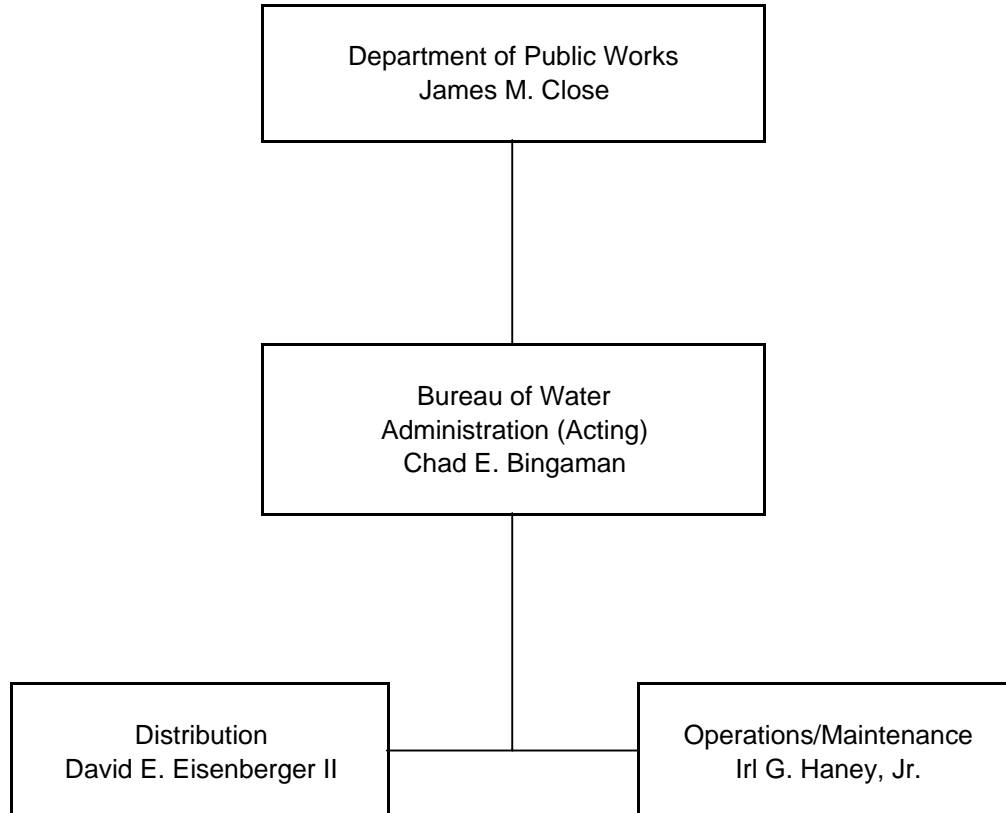 Department of Public Works
James M. Close
Bureau of Water
Administration (Acting)
Chad E. Bingaman
Distribution
David E. Eisenberger II
Operations/Maintenance
Irl G. Haney, Jr.